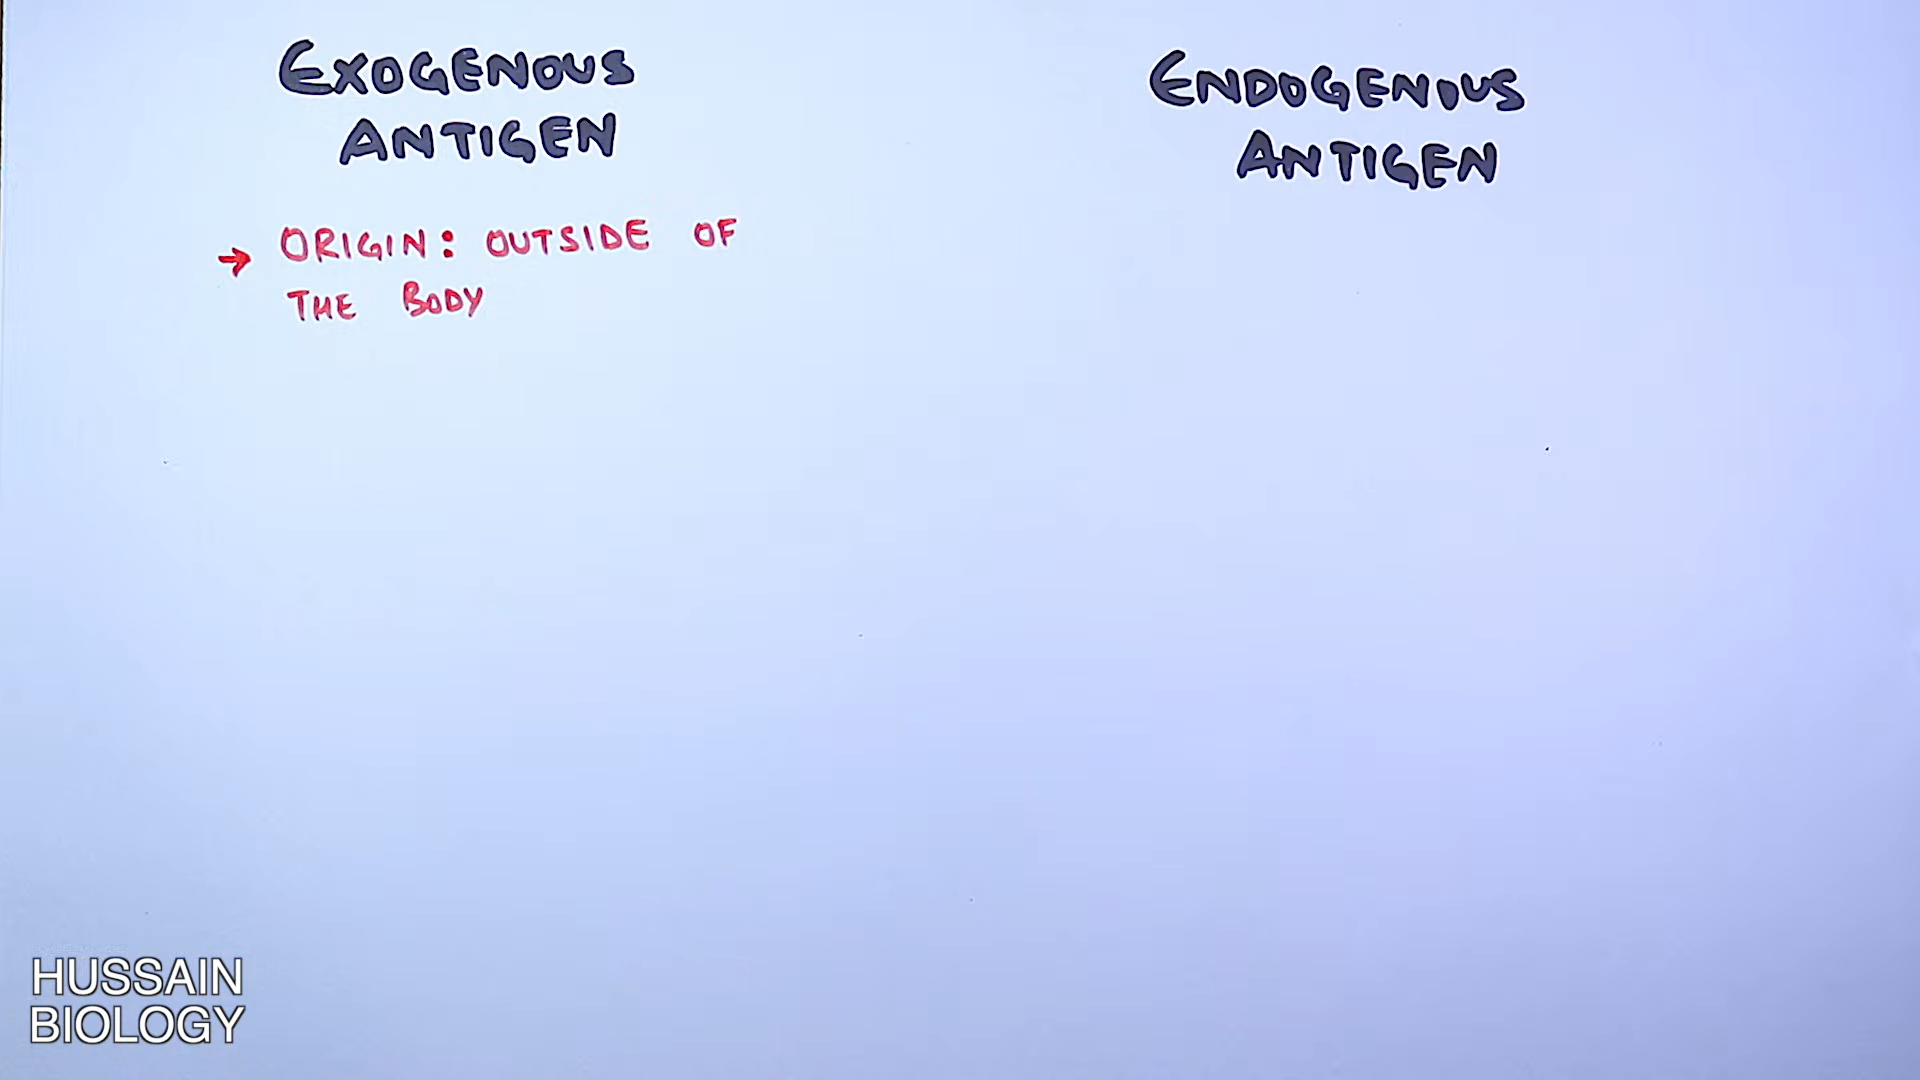 EXOGENOUS
ANTIGEN
→ ORIGIN: OUTSIDE OF
THE BODY
ENDOGENOUS
ANTIGEN
HUSSAIN
BIOLOGY